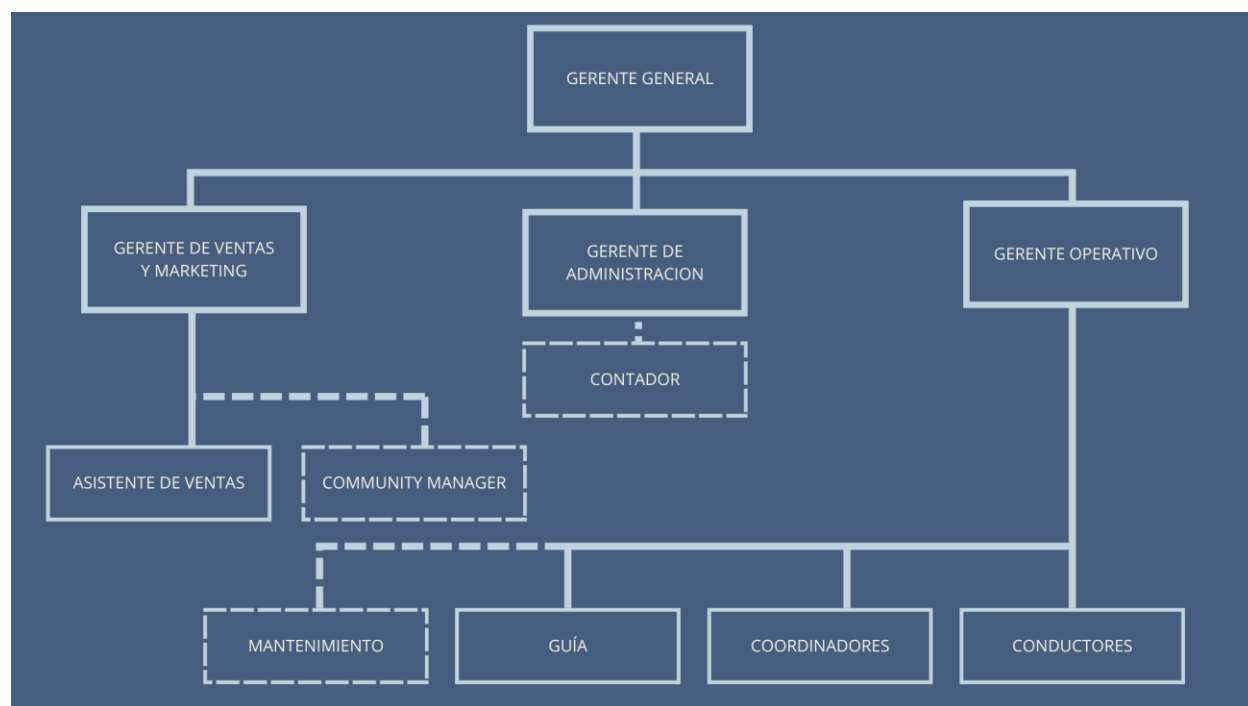 GERENTE GENERAL
GERENTE DE VENTAS
Y MARKETING
GERENTE DE
ADMINISTRACION
GERENTE OPERATIVO
CONTADOR
ASISTENTE DE VENTAS
COMMUNITY MANAGER
MANTENIMIENTO
GUÍA
COORDINADORES
CONDUCTORES